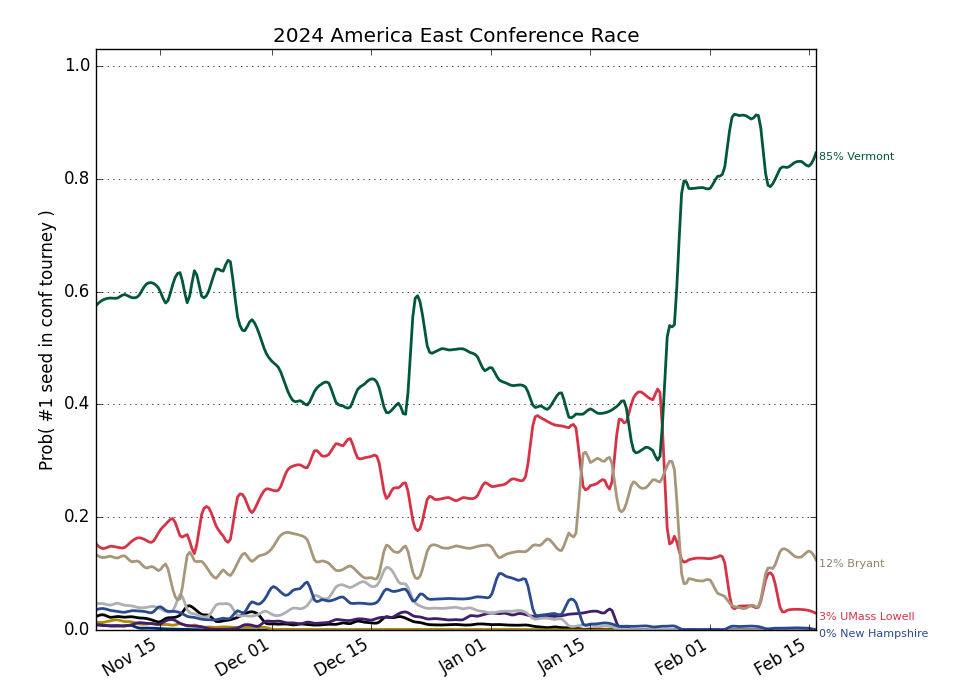 2024 America East Conference Race
Prob( #1 seed in conf tourney )
1.0
0.8
0.6
0.4
0.2
0.0
85% Vermont
12% Bryant
3% UMass Lowell
0% New Hampshire
Nov 15
Dec 01
Dec 15
Jan 01
Jan 15
Feb 01
Feb 15